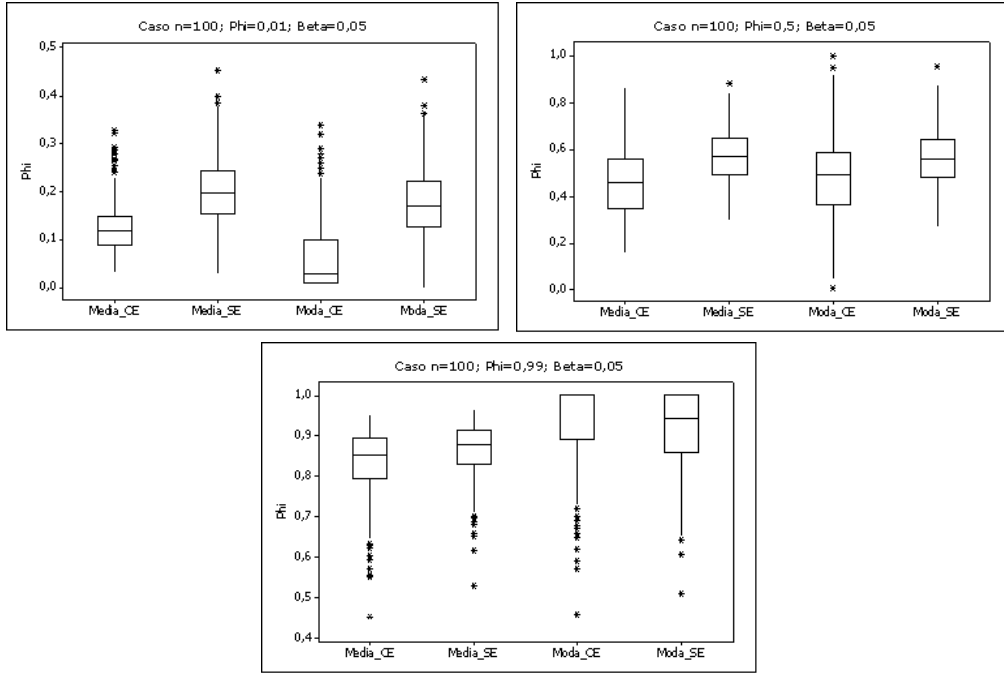 Caso n=100; Phi=0,01; Beta=0,05
0,5
0,4
0,3
0,2
0,1
0,0
Phi
Media_CE Media_SE Moda_CE Moda_SE
Caso n=100; Phi=0,5; Beta=0,05
1,0
0,8
0,6
0,4
0,2
0,0
Phi
Media_CE Media_SE Moda_CE Moda_SE
Caso n=100; Phi=0,99; Beta=0,05
1,0
0,9
0,8
0,7
0,6
0,5
0,4
Phi
Media_CE Media_SE Moda_CE Moda_SE